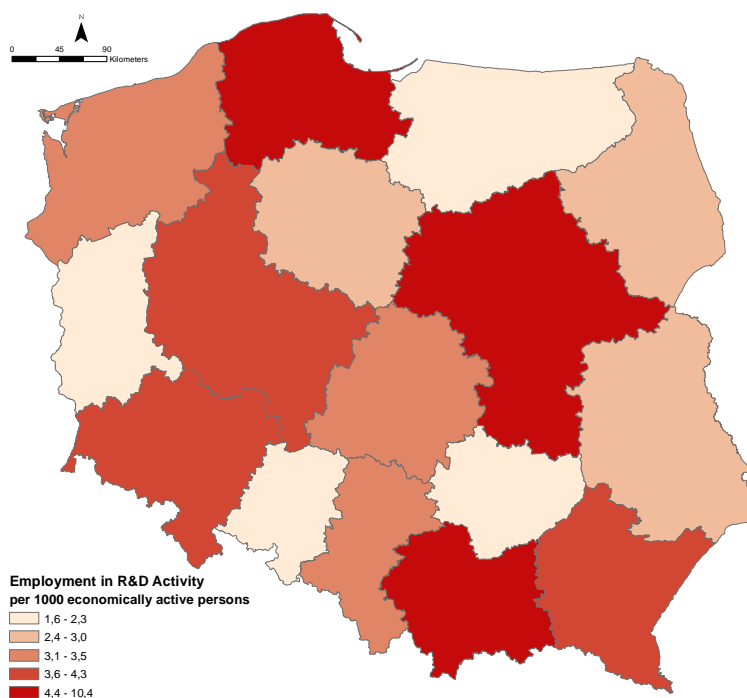 N
0 45 90
Kilometers
Employment in R&D Activity
per 1000 economically active persons
1,6 - 2,3
2,4 - 3,0
3,1 - 3,5
3,6 - 4,3
4,4 - 10,4